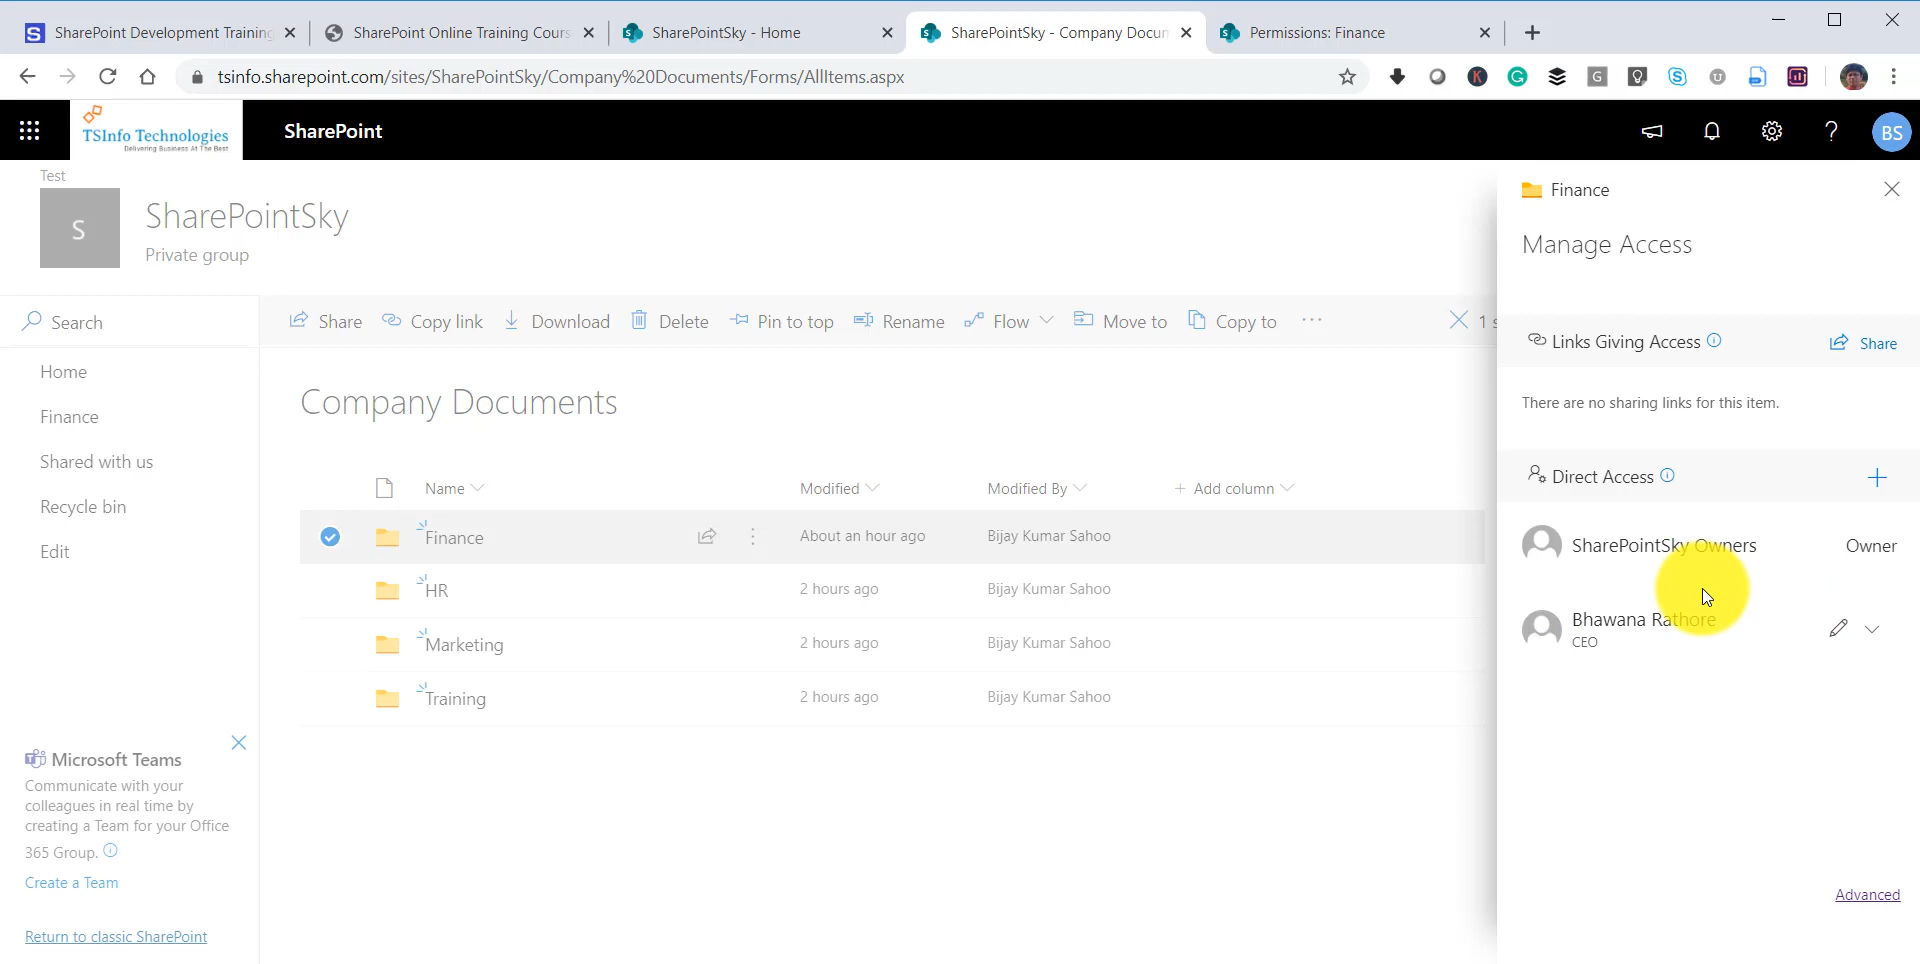 SharePoint Development Training
SharePoint Online Training Cours
SharePointSky - Home
SharePointSky - Company Docum
Permissions: Finance
tsinfo.sharepoint.com/sites/SharePointSky/Company%20Documents/Forms/AllItems.aspx
TSInfo Technologies
Delivering Business At The Best
SharePoint
BS
Test
S
SharePointSky
Private group
Search
Home
Finance
Shared with us
Recycle bin
Edit
Microsoft Teams
Communicate with your
colleagues in real time by
creating a Team for your Office
365 Group.
Create a Team
Return to classic SharePoint
Share
Copy link
Download
Delete
Pin to top
Rename
Flow
Move to
Copy to
1 s
Company Documents
Name
Modified
Modified By
Add column
Finance
About an hour ago
Bijay Kumar Sahoo
HR
2 hours ago
Bijay Kumar Sahoo
Marketing
2 hours ago
Bijay Kumar Sahoo
Training
2 hours ago
Bijay Kumar Sahoo
Finance
Manage Access
Links Giving Access
Share
There are no sharing links for this item.
Direct Access
SharePointSky Owners
Owner
Bhawana Rathore
CEO
Advanced